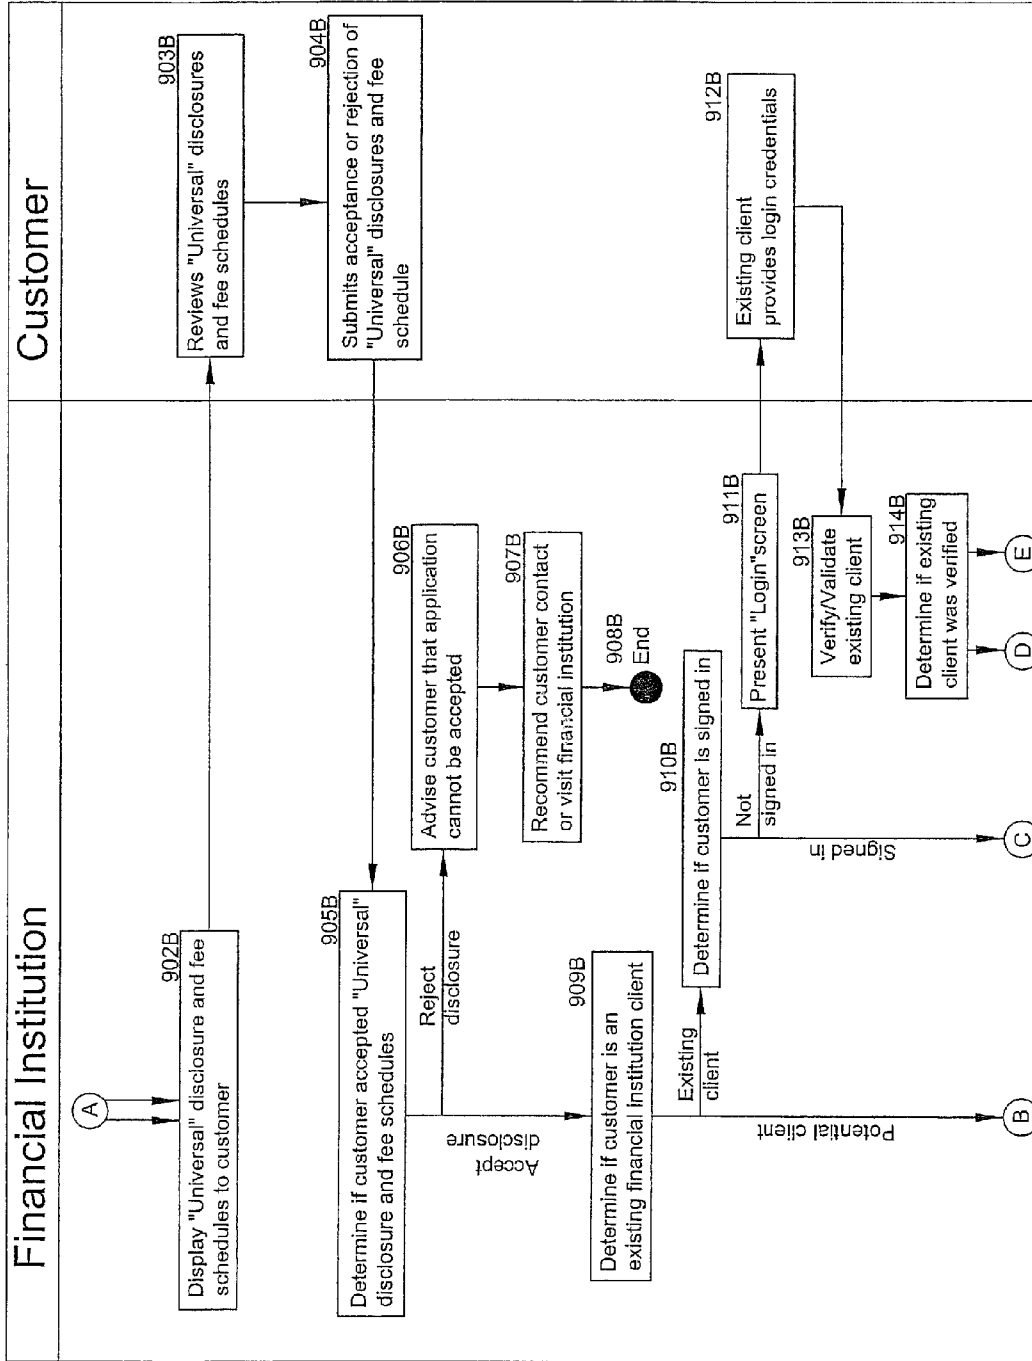 Financial Institution
Customer
A
902B
Display "Universal" disclosure and fee
schedules to customer
903B
Reviews "Universal" disclosures
and fee schedules
904B
Submits acceptance or rejection of
"Universal" disclosures and fee
schedule
905B
Determine if customer accepted "Universal"
disclosure and fee schedules
Reject
disclosure
Accept
disclosure
906B
Advise customer that application
cannot be accepted
907B
Recommend customer contact
or visit financial institution
908B
End
909B
Determine if customer is an
existing financial institution client
Existing
client
Potential client
910B
Determine if customer is signed in
Not
signed in
Signed in
911B
Present "Login"screen
912B
Existing client
provides login credentials
913B
Verify/Validate
existing client
914B
Determine if existing
client was verified
B
C
D
E